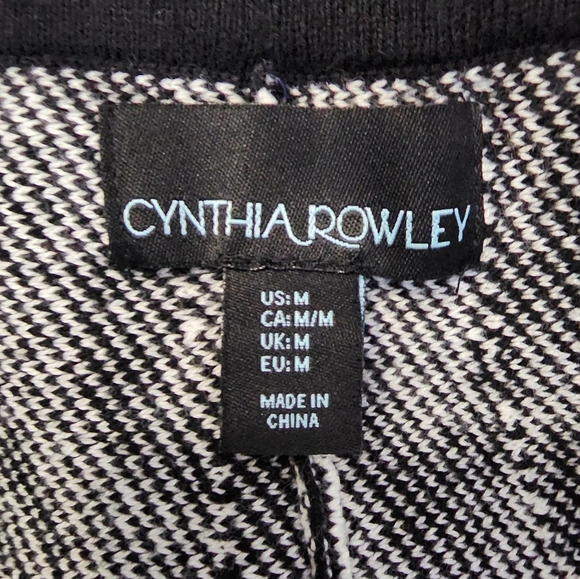 CYNTHIA ROWLEY
US: M
CA: M/M
UK: M
EU: M
MADE IN
CHINA